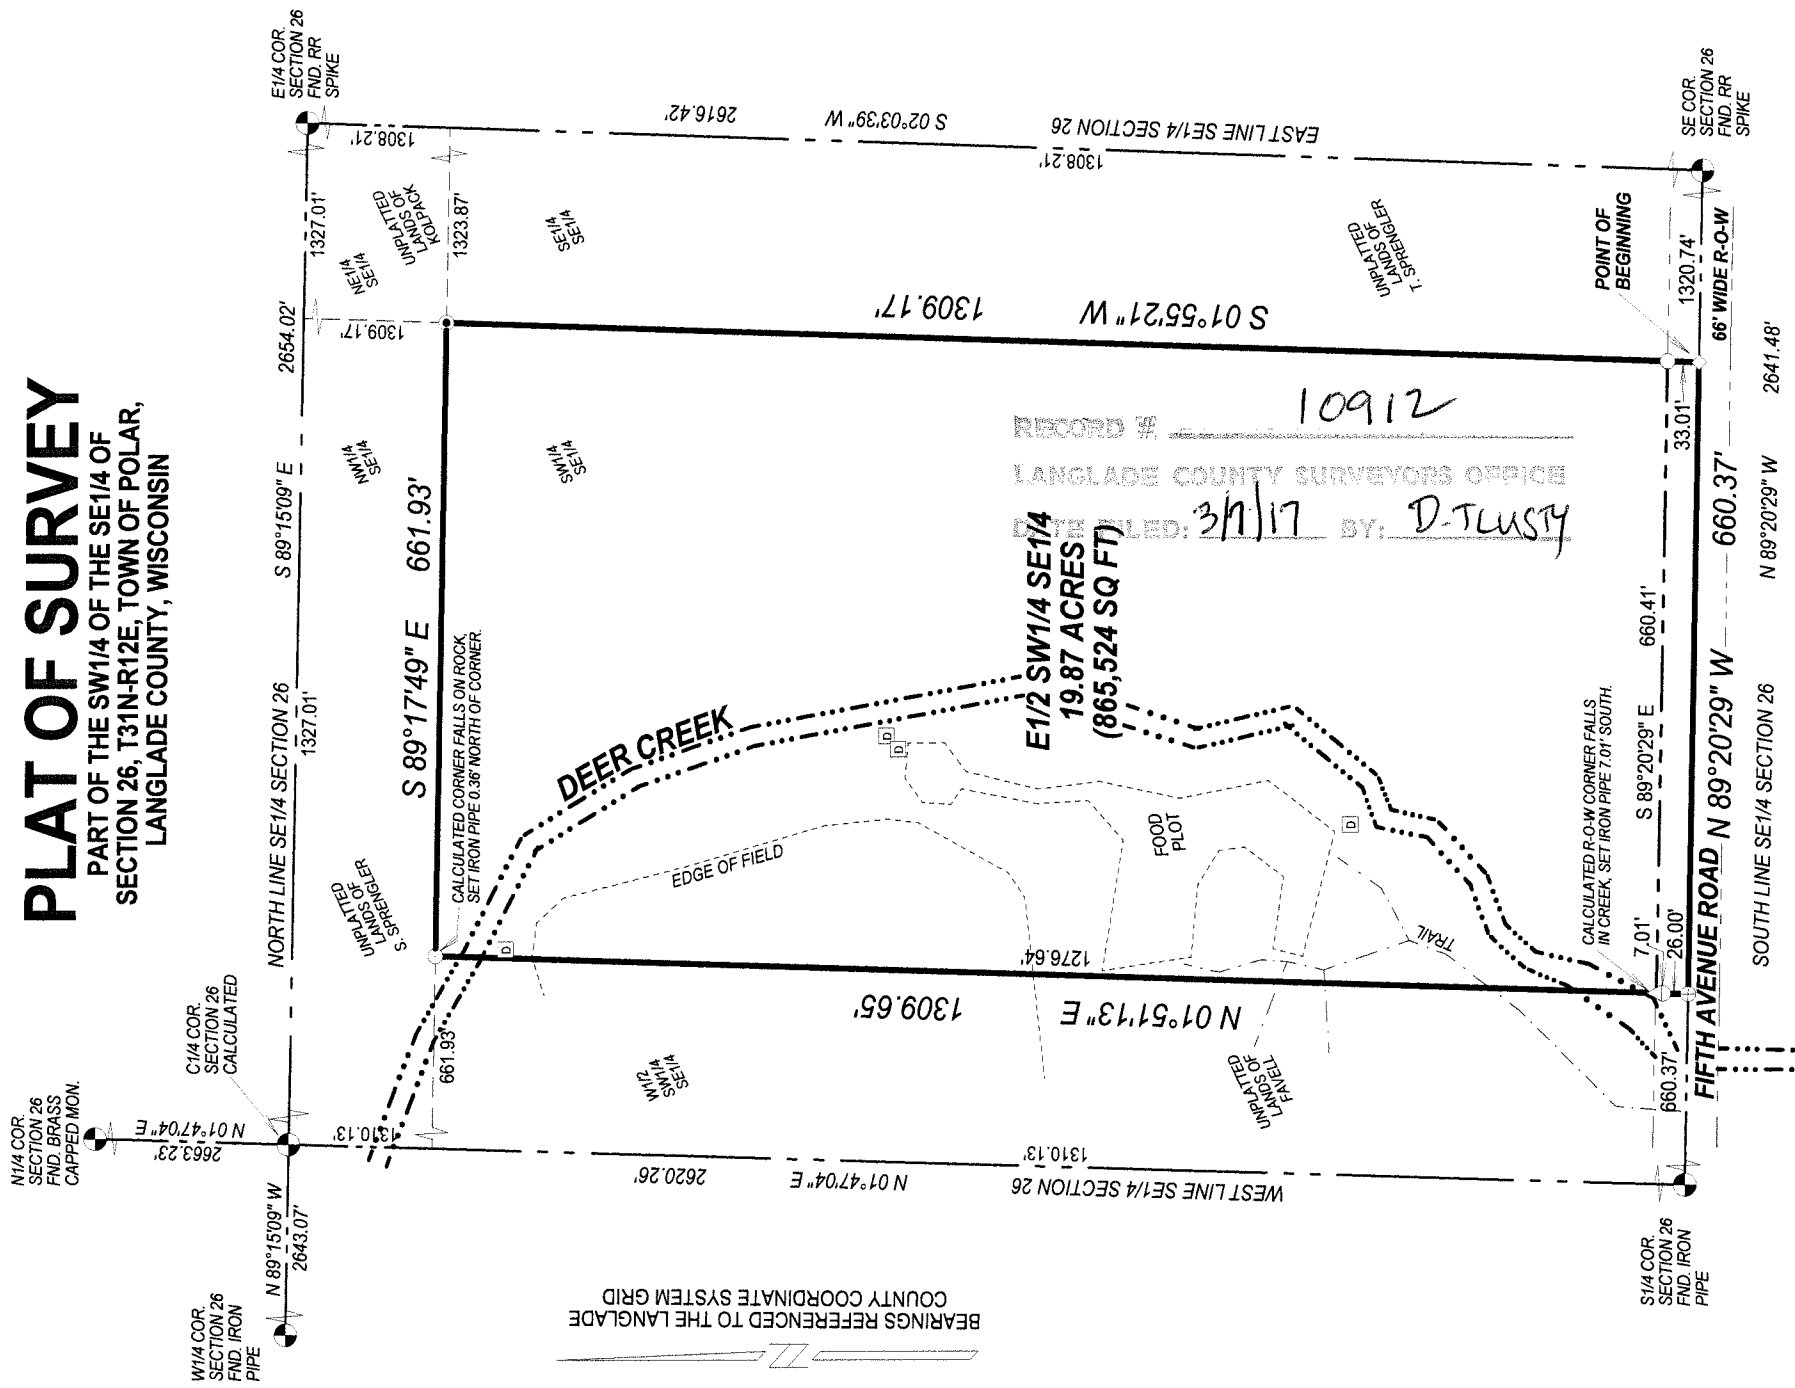 PLAT OF SURVEY
PART OF THE SW1/4 OF THE SE1/4 OF
SECTION 26, T31N-R12E, TOWN OF POLAR,
LANGLADE COUNTY, WISCONSIN
N1/4 COR.
SECTION 26
FND. BRASS
CAPPED MON.
N 01°47'04" E
2663.23'
W1/4 COR.
SECTION 26
FND. IRON
PIPE
N 89°15'09" W
2643.07'
C1/4 COR.
SECTION 26
CALCULATED
NORTH LINE SE1/4 SECTION 26
S 89°15'09" E
2654.02'
1327.01'
1327.01'
E1/4 COR.
SECTION 26
FND. RR
SPIKE
UNPLATTED
LANDS OF
S. SPRENGLER
NW1/4
SE1/4
NE1/4
SE1/4
UNPLATTED
LANDS OF
KOLPACK
1309.17'
1308.21'
1310.13'
661.93'
S 89°17'49" E
661.93'
1323.87'
CALCULATED CORNER FALLS ON ROCK,
SET IRON PIPE 0.36' NORTH OF CORNER.
SW1/4
SE1/4
SE1/4
SE1/4
W1/2
SW1/4
SE1/4
DEER CREEK
EDGE OF FIELD
D
D
D
D
FOOD
PLOT
TRAIL
BEARINGS REFERENCED TO THE LANGLADE
COUNTY COORDINATE SYSTEM GRID
WEST LINE SE1/4 SECTION 26
N 01°47'04" E
2620.26'
1310.13'
N 01°51'13" E
1309.65'
1276.64'
E1/2 SW1/4 SE1/4
19.87 ACRES
(865,524 SQ FT)
RECORD # 10912
LANGLADE COUNTY SURVEYORS OFFICE
DATE FILED: 3/7/17 BY: D-TLUSTY
S 01°55'21" W
1309.17'
EAST LINE SE1/4 SECTION 26
S 02°03'39" W
2616.42'
1308.21'
UNPLATTED
LANDS OF
T. SPRENGLER
UNPLATTED
LANDS OF
FAVELL
CALCULATED R-O-W CORNER FALLS
IN CREEK, SET IRON PIPE 7.01' SOUTH.
POINT OF
BEGINNING
7.01'
S 89°20'29" E
660.41'
26.00'
33.01'
660.37'
1320.74'
FIFTH AVENUE ROAD
N 89°20'29" W
660.37'
66' WIDE R-O-W
S1/4 COR.
SECTION 26
FND. IRON
PIPE
SOUTH LINE SE1/4 SECTION 26
N 89°20'29" W
2641.48'
SE COR.
SECTION 26
FND. RR
SPIKE